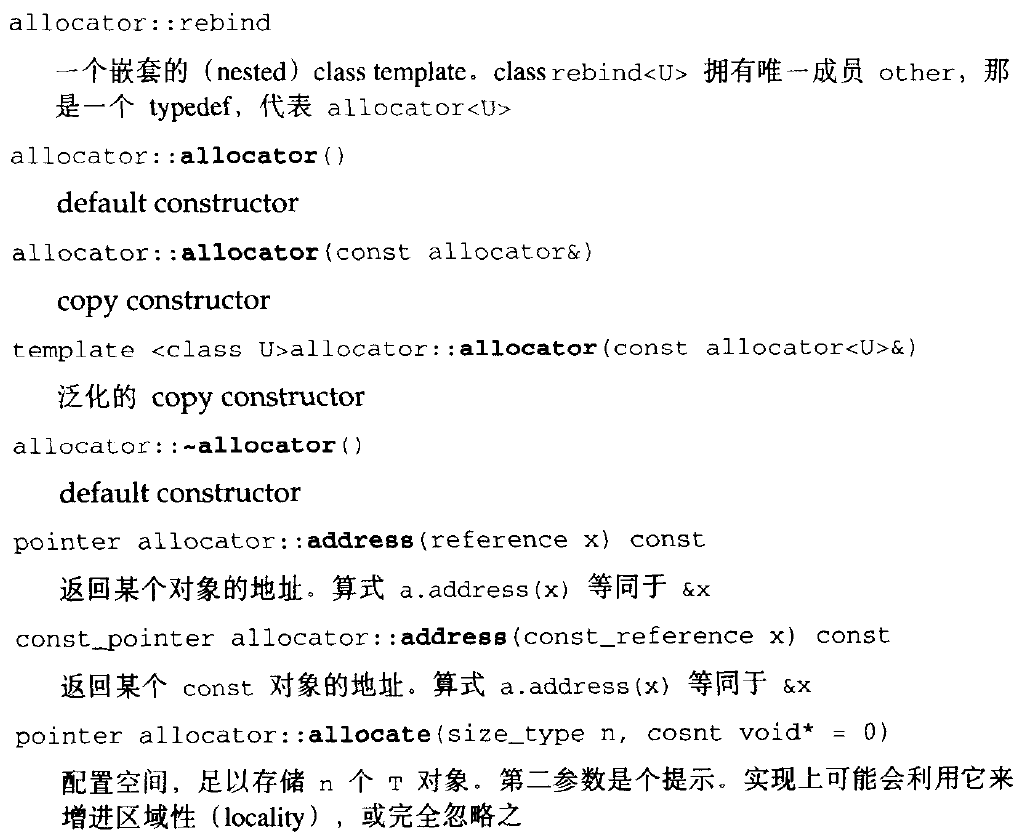 allocator::rebind
一个嵌套的（nested）class template。class rebind<U> 拥有唯一成员 other，那
是一个 typedef，代表 allocator<U>
allocator::allocator()
default constructor
allocator::allocator(const allocator&)
copy constructor
template <class U>allocator::allocator(const allocator<U>&)
泛化的 copy constructor
allocator::~allocator()
default constructor
pointer allocator::address(reference x) const
返回某个对象的地址。算式 a.address(x) 等同于 &x
const_pointer allocator::address(const_reference x) const
返回某个 const 对象的地址。算式 a.address(x) 等同于 &x
pointer allocator::allocate(size_type n, cosnt void* = 0)
配置空间，足以存储 n 个 T 对象。第二参数是个提示。实现上可能会利用它来
增进区域性（locality），或完全忽略之